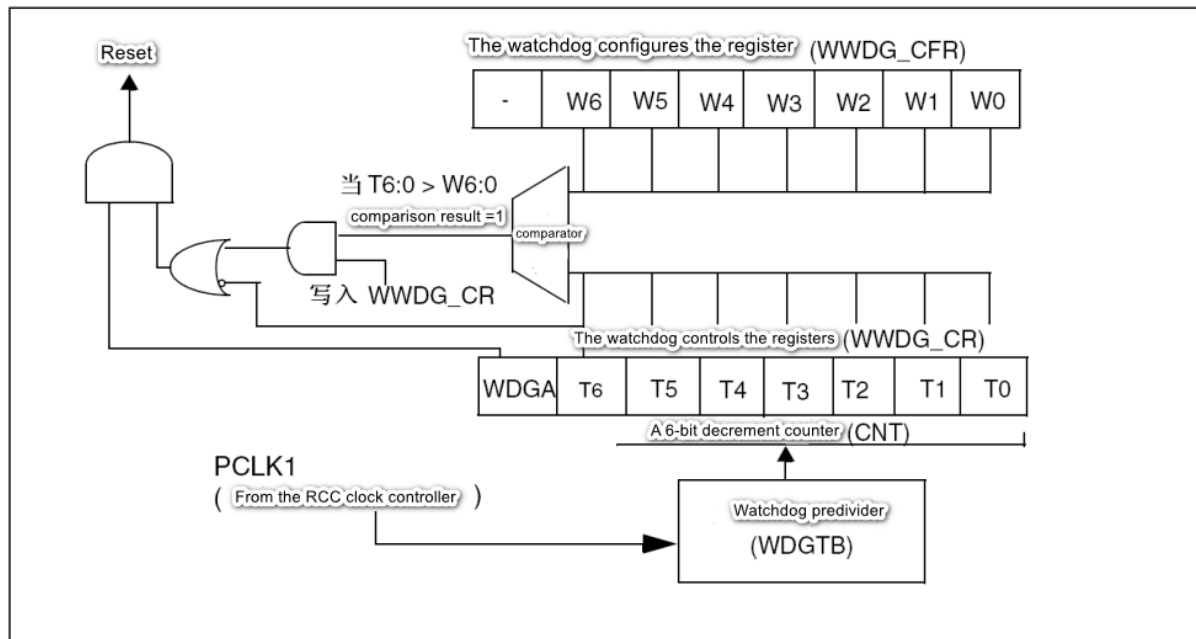 Reset
The watchdog configures the register (WWDG_CFR)
- W6 W5 W4 W3 W2 W1 W0
当 T6:0 > W6:0
comparison result =1
comparator
写入 WWDG_CR
The watchdog controls the registers (WWDG_CR)
WDGA T6 T5 T4 T3 T2 T1 T0
A 6-bit decrement counter (CNT)
PCLK1
( From the RCC clock controller )
Watchdog predivider
(WDGTB)